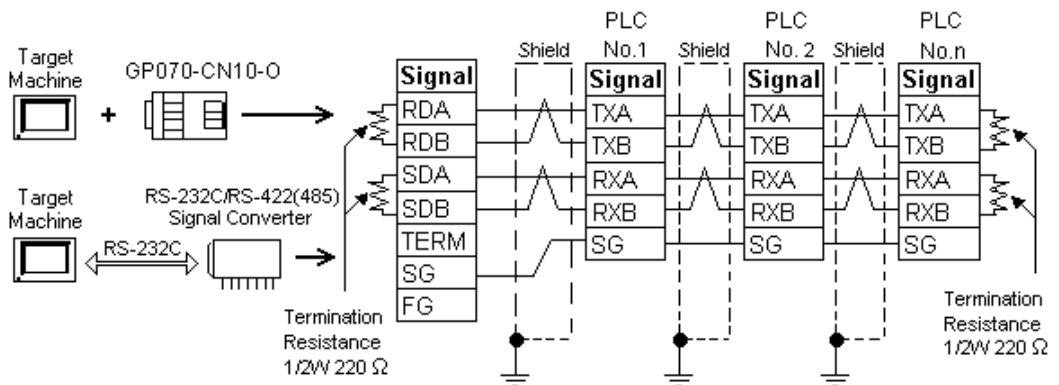 Target
Machine
+
GP070-CN10-O
Target
Machine
RS-232C
RS-232C/RS-422(485)
Signal Converter
Termination
Resistance
1/2W 220 Ω
Signal
RDA
RDB
SDA
SDB
TERM
SG
FG
Shield
PLC
No.1
Signal
TXA
TXB
RXA
RXB
SG
Shield
PLC
No. 2
Signal
TXA
TXB
RXA
RXB
SG
Shield
PLC
No.n
Signal
TXA
TXB
RXA
RXB
SG
Termination
Resistance
1/2W 220 Ω